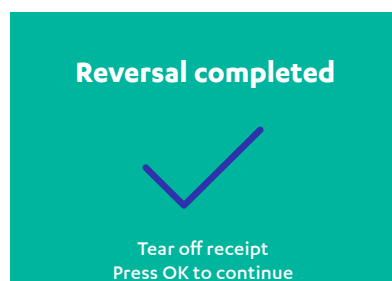 Reversal completed
Tear off receipt
Press OK to continue